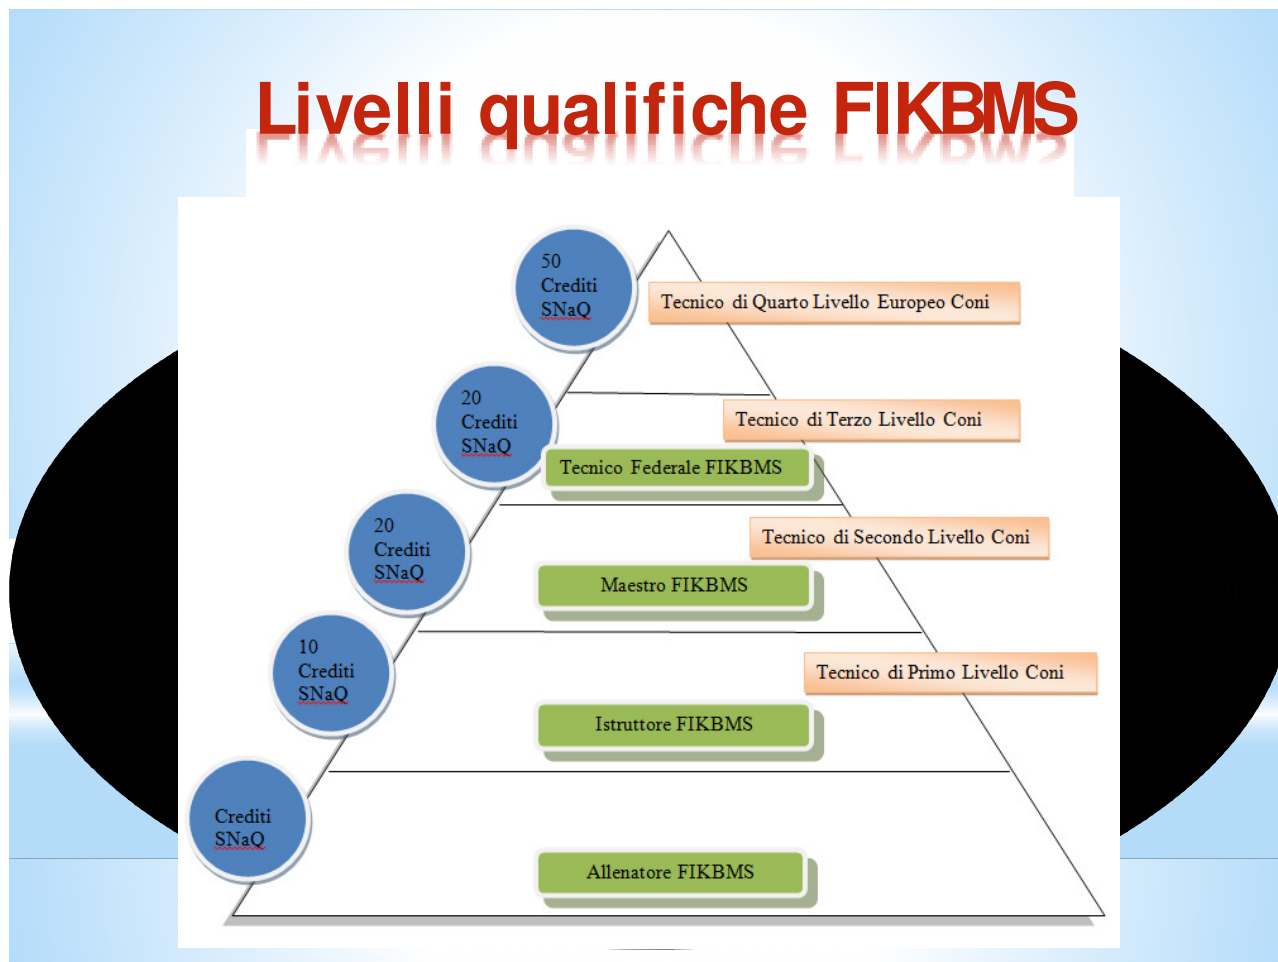 Livelli qualifiche FIKBMS
50
Crediti
SNaQ
Tecnico di Quarto Livello Europeo Coni
20
Crediti
SNaQ
Tecnico di Terzo Livello Coni
Tecnico Federale FIKBMS
20
Crediti
SNaQ
Tecnico di Secondo Livello Coni
Maestro FIKBMS
10
Crediti
SNaQ
Tecnico di Primo Livello Coni
Istruttore FIKBMS
Crediti
SNaQ
Allenatore FIKBMS